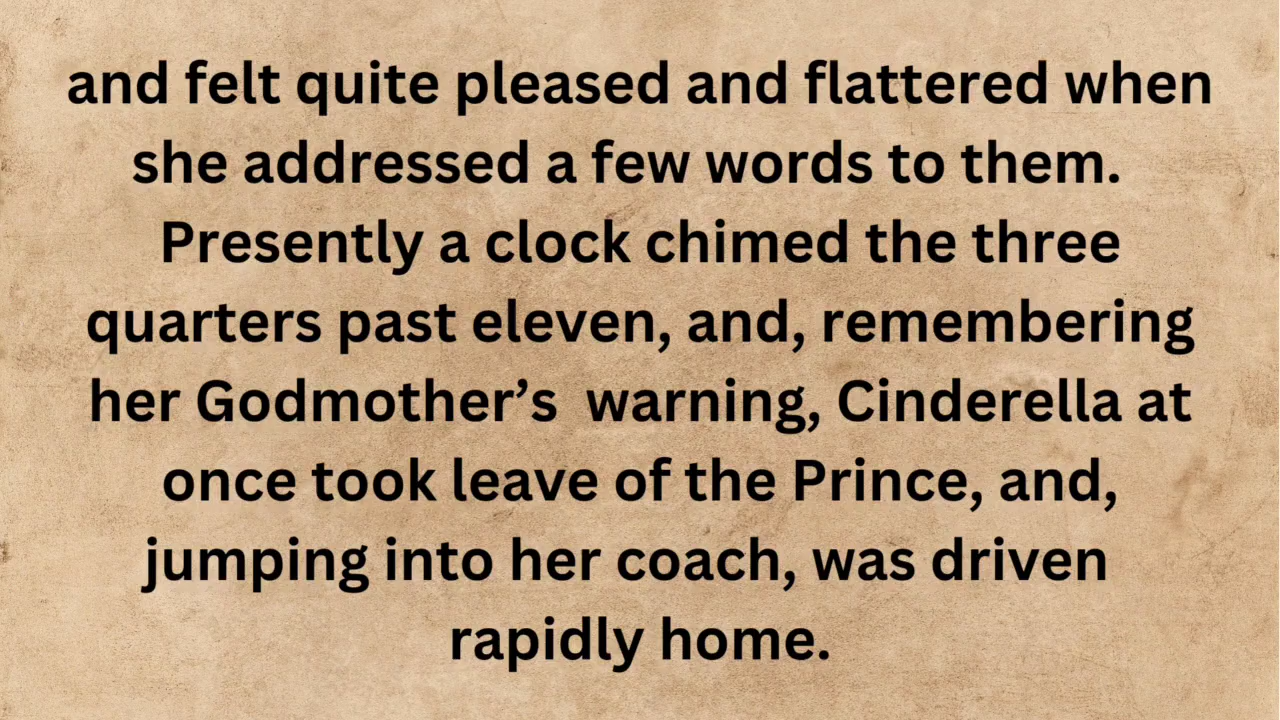 and felt quite pleased and flattered when
she addressed a few words to them.
Presently a clock chimed the three
quarters past eleven, and, remembering
her Godmother’s  warning, Cinderella at
once took leave of the Prince, and,
jumping into her coach, was driven
rapidly home.